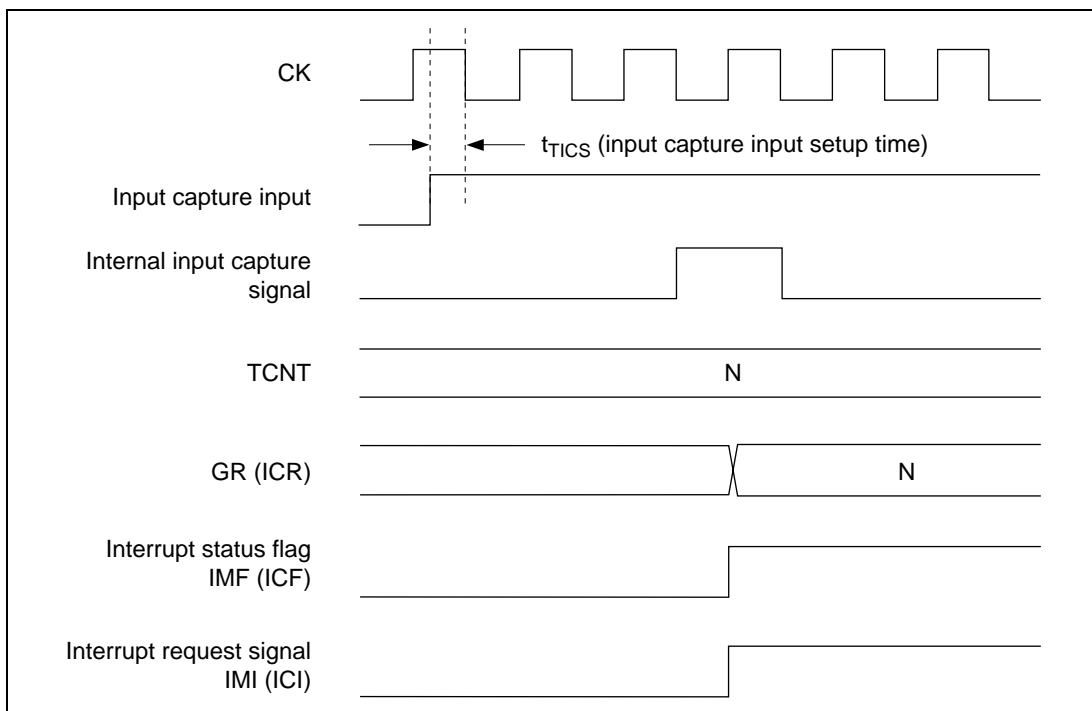 CK
tTICS (input capture input setup time)
Input capture input
Internal input capture
signal
TCNT
N
GR (ICR)
N
Interrupt status flag
IMF (ICF)
Interrupt request signal
IMI (ICI)